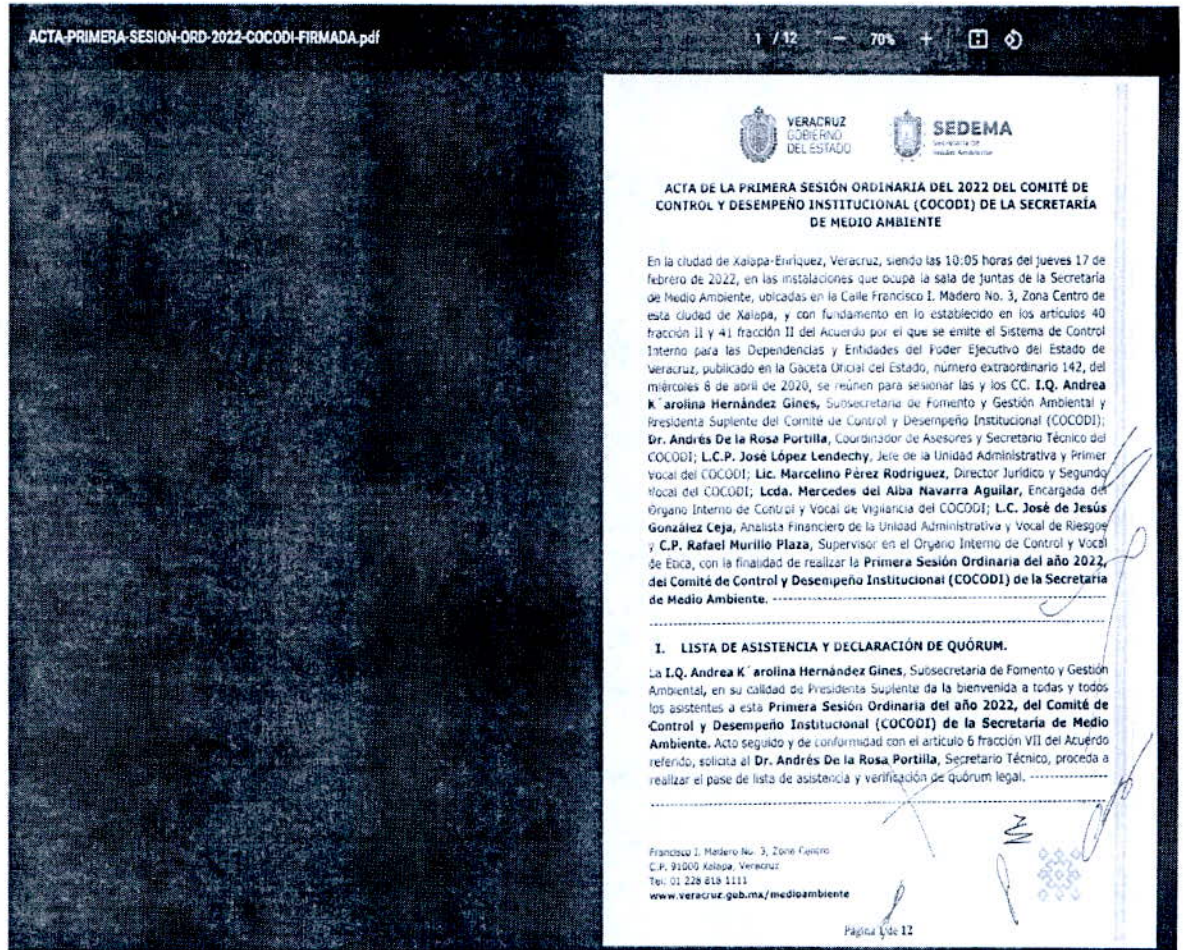 ACTA-PRIMERA-SESION-ORD-2022-COCODI-FIRMADA.pdf
1 / 12 — 70% +
VERACRUZ
GOBIERNO
DEL ESTADO
SEDEMA
Secretaría de
Medio Ambiente
ACTA DE LA PRIMERA SESIÓN ORDINARIA DEL 2022 DEL COMITÉ DE
CONTROL Y DESEMPEÑO INSTITUCIONAL (COCODI) DE LA SECRETARÍA
DE MEDIO AMBIENTE
En la ciudad de Xalapa-Enríquez, Veracruz, siendo las 10:05 horas del jueves 17 de
febrero de 2022, en las instalaciones que ocupa la sala de juntas de la Secretaría
de Medio Ambiente, ubicadas en la Calle Francisco I. Madero No. 3, Zona Centro de
esta ciudad de Xalapa, y con fundamento en lo establecido en los artículos 40
fracción II y 41 fracción II del Acuerdo por el que se emite el Sistema de Control
Interno para las Dependencias y Entidades del Poder Ejecutivo del Estado de
Veracruz, publicado en la Gaceta Oficial del Estado, número extraordinario 142, del
miércoles 8 de abril de 2020, se reúnen para sesionar las y los CC. I.Q. Andrea
K´arolina Hernández Gines, Subsecretaria de Fomento y Gestión Ambiental y
Presidenta Suplente del Comité de Control y Desempeño Institucional (COCODI);
Dr. Andrés De la Rosa Portilla, Coordinador de Asesores y Secretario Técnico del
COCODI; L.C.P. José López Lendechy, Jefe de la Unidad Administrativa y Primer
Vocal del COCODI; Lic. Marcelino Pérez Rodríguez, Director Jurídico y Segundo
Vocal del COCODI; Lcda. Mercedes del Alba Navarra Aguilar, Encargada del
Órgano Interno de Control y Vocal de Vigilancia del COCODI; L.C. José de Jesús
González Ceja, Analista Financiero de la Unidad Administrativa y Vocal de Riesgos
y C.P. Rafael Murillo Plaza, Supervisor en el Órgano Interno de Control y Vocal
de Ética, con la finalidad de realizar la Primera Sesión Ordinaria del año 2022,
del Comité de Control y Desempeño Institucional (COCODI) de la Secretaría
de Medio Ambiente. ---
I. LISTA DE ASISTENCIA Y DECLARACIÓN DE QUÓRUM.
La I.Q. Andrea K´arolina Hernández Gines, Subsecretaria de Fomento y Gestión
Ambiental, en su calidad de Presidenta Suplente da la bienvenida a todas y todos
los asistentes a esta Primera Sesión Ordinaria del año 2022, del Comité de
Control y Desempeño Institucional (COCODI) de la Secretaría de Medio
Ambiente. Acto seguido y de conformidad con el artículo 6 fracción VII del Acuerdo
referido, solicita al Dr. Andrés De la Rosa Portilla, Secretario Técnico, proceda a
realizar el pase de lista de asistencia y verificación de quórum legal. ---
Francisco I. Madero No. 3, Zona Centro
C.P. 91000 Xalapa, Veracruz
Tel: 01 228 818 1111
www.veracruz.gob.mx/medioambiente
Página 1 de 12